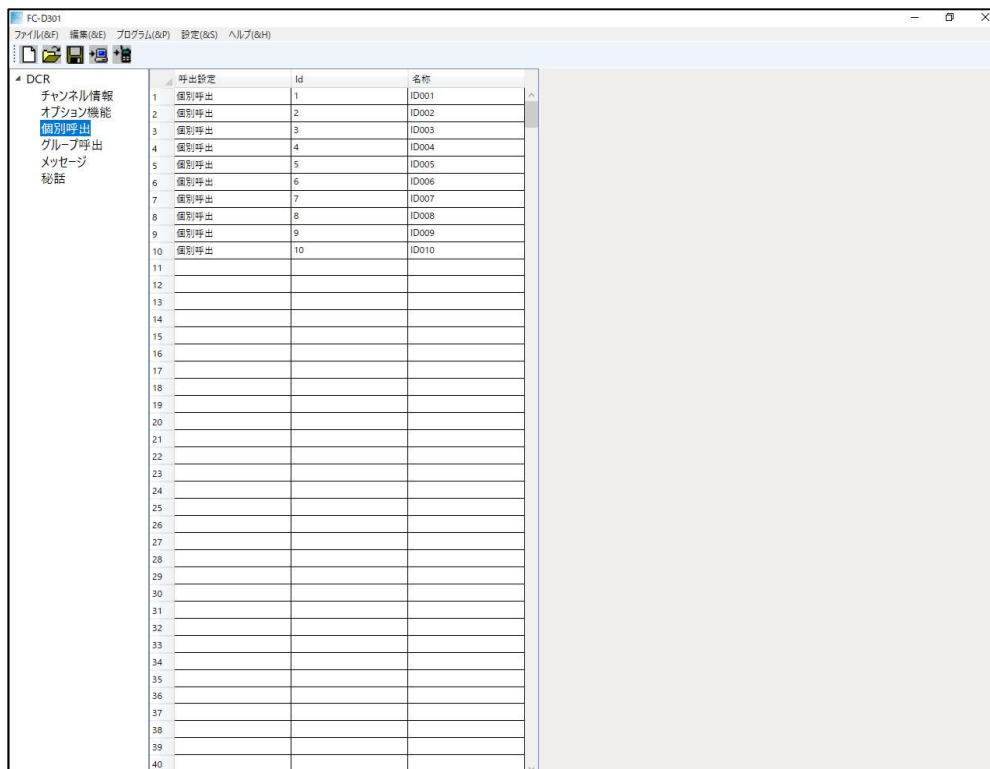 FC-D301
ファイル(&F) 編集(&E) プログラム(&P) 設定(&S) ヘルプ(&H)
DCR
チャンネル情報
オプション機能
個別呼出
グループ呼出
メッセージ
秘話
呼出設定 Id 名称
1 個別呼出 1 ID001
2 個別呼出 2 ID002
3 個別呼出 3 ID003
4 個別呼出 4 ID004
5 個別呼出 5 ID005
6 個別呼出 6 ID006
7 個別呼出 7 ID007
8 個別呼出 8 ID008
9 個別呼出 9 ID009
10 個別呼出 10 ID010
11
12
13
14
15
16
17
18
19
20
21
22
23
24
25
26
27
28
29
30
31
32
33
34
35
36
37
38
39
40